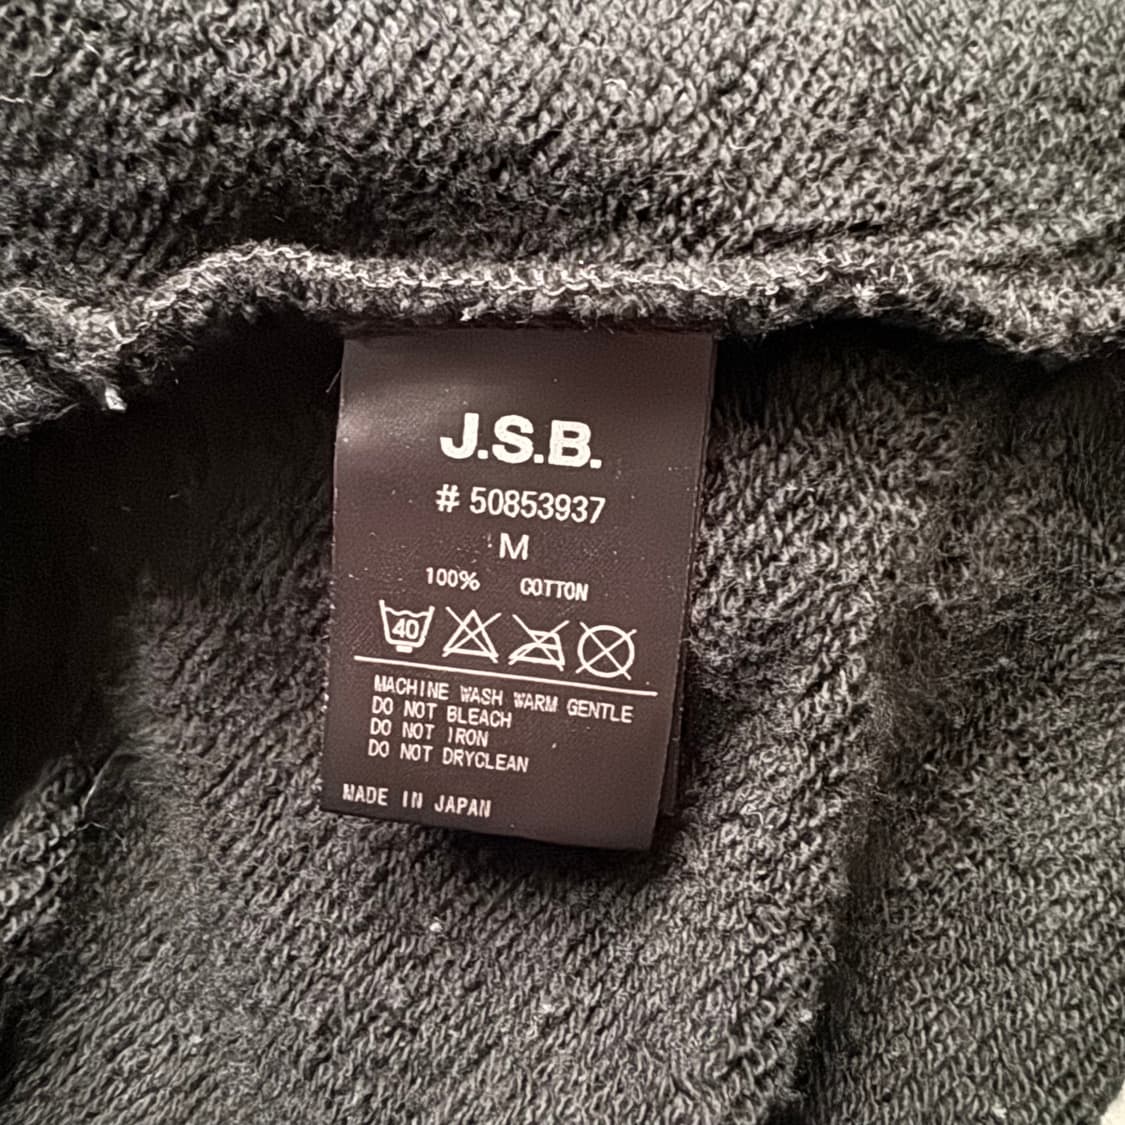 J.S.B.
# 50853937
M
100% COTTON
40
MACHINE WASH WARM GENTLE
DO NOT BLEACH
DO NOT IRON
DO NOT DRYCLEAN
MADE IN JAPAN